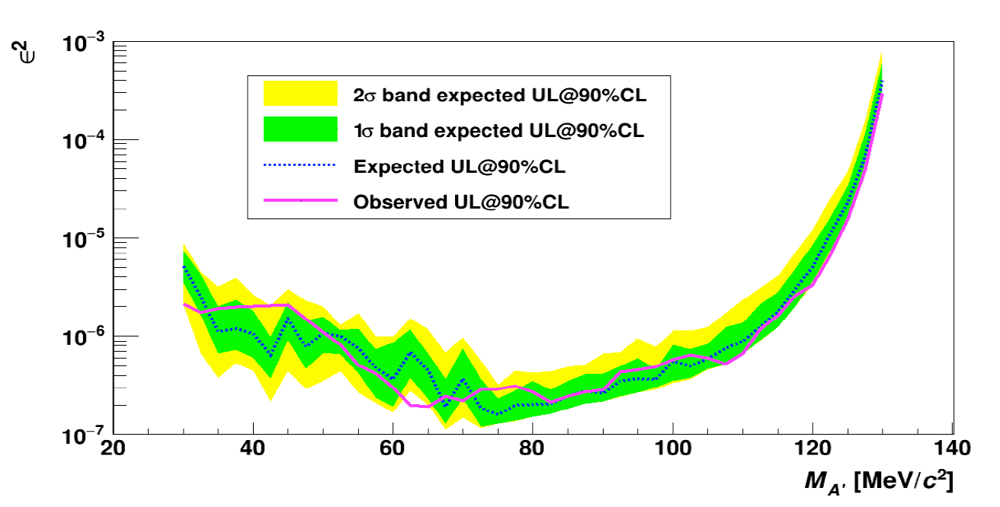 ϵ²
10⁻³
10⁻⁴
10⁻⁵
10⁻⁶
10⁻⁷
2σ band expected UL@90%CL
1σ band expected UL@90%CL
Expected UL@90%CL
Observed UL@90%CL
20 40 60 80 100 120 140
M_A' [MeV/c²]